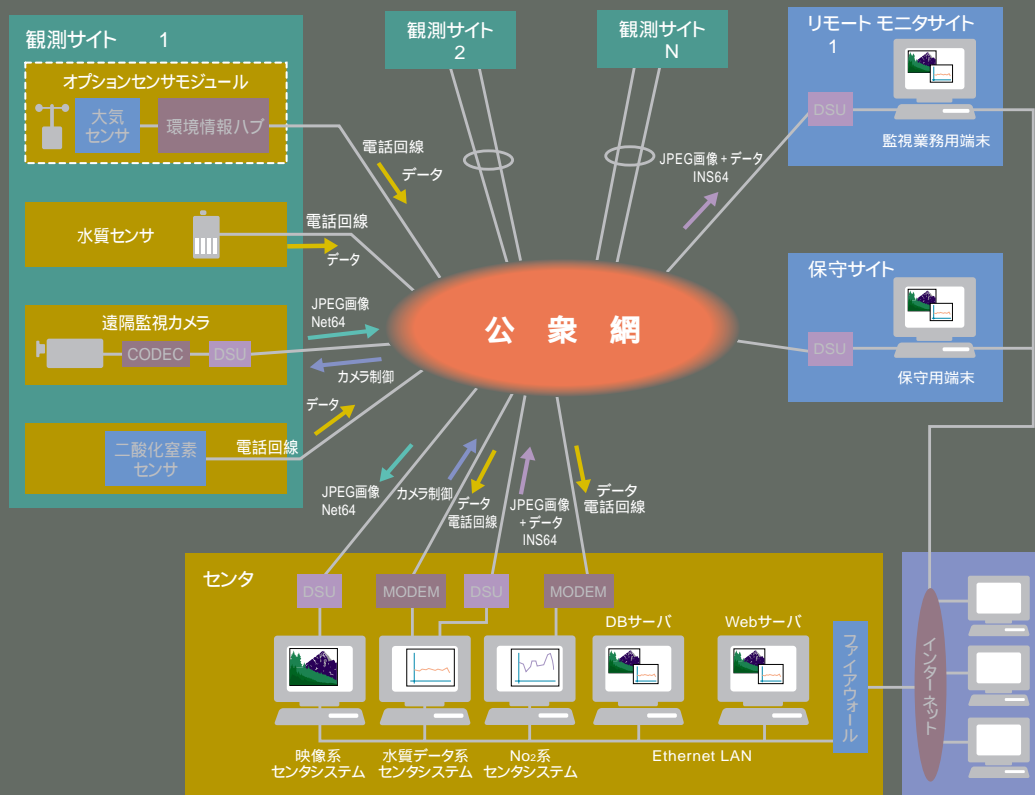 観測サイト 1
オプションセンサモジュール
大気
センサ
環境情報ハブ
電話回線
データ
水質センサ
電話回線
データ
遠隔監視カメラ
CODEC
DSU
JPEG画像
Net64
カメラ制御
二酸化窒素
センサ
電話回線
データ
観測サイト
2
観測サイト
N
公衆網
リモート モニタサイト
1
DSU
監視業務用端末
JPEG画像+データ
INS64
保守サイト
DSU
保守用端末
JPEG画像
Net64
カメラ制御
データ
電話回線
JPEG画像
+データ
INS64
データ
電話回線
センタ
DSU
MODEM
DSU
MODEM
DBサーバ
Webサーバ
ファイアウォール
インターネット
映像系
センタシステム
水質データ系
センタシステム
No₂系
センタシステム
Ethernet LAN